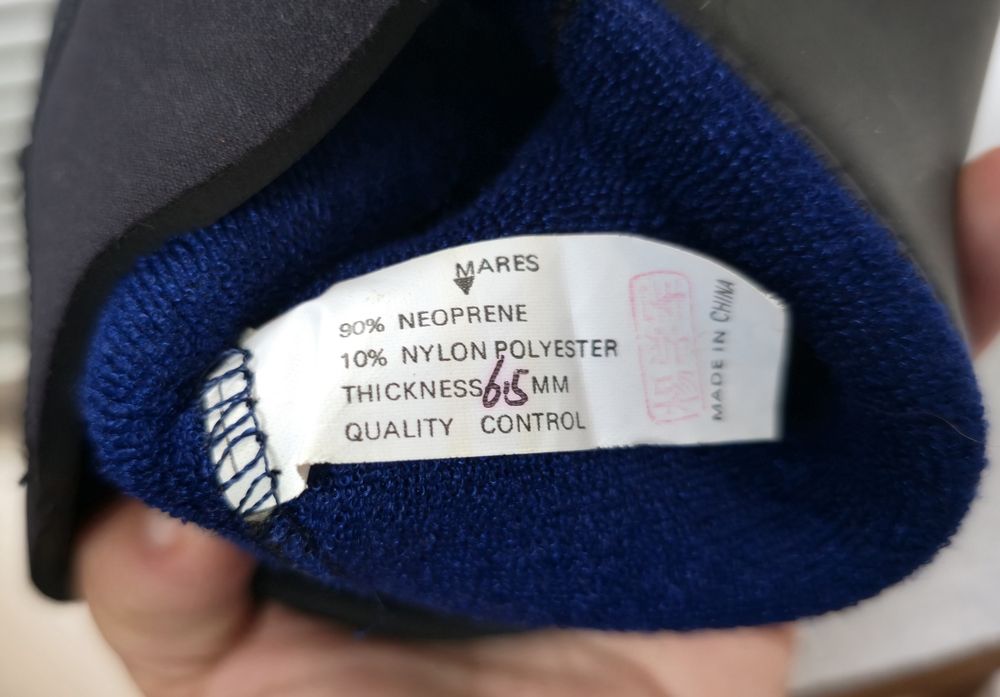 MARES
90% NEOPRENE
10% NYLON POLYESTER
THICKNESS 6.5 MM
QUALITY CONTROL
MADE IN CHINA